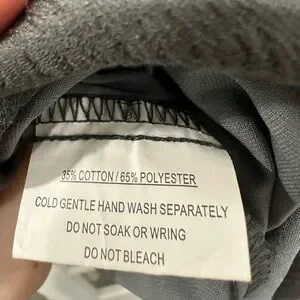 35% COTTON / 65% POLYESTER
COLD GENTLE HAND WASH SEPARATELY
DO NOT SOAK OR WRING
DO NOT BLEACH